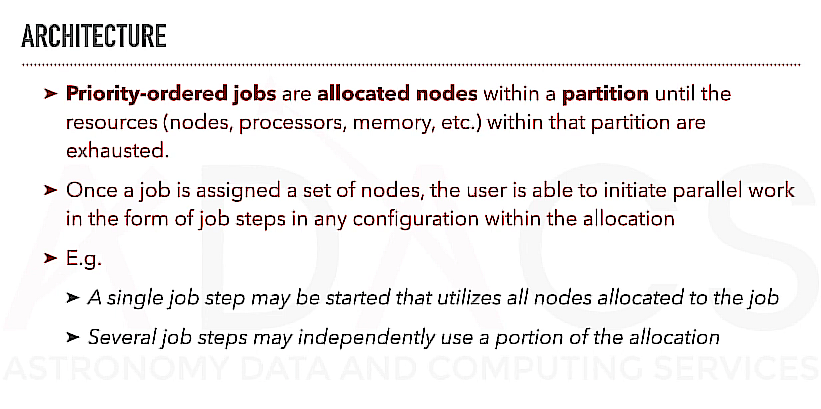 ARCHITECTURE
➤ Priority-ordered jobs are allocated nodes within a partition until the
resources (nodes, processors, memory, etc.) within that partition are
exhausted.
➤ Once a job is assigned a set of nodes, the user is able to initiate parallel work
in the form of job steps in any configuration within the allocation
➤ E.g.
➤ A single job step may be started that utilizes all nodes allocated to the job
➤ Several job steps may independently use a portion of the allocation
ADACS
ASTRONOMY DATA AND COMPUTING SERVICES